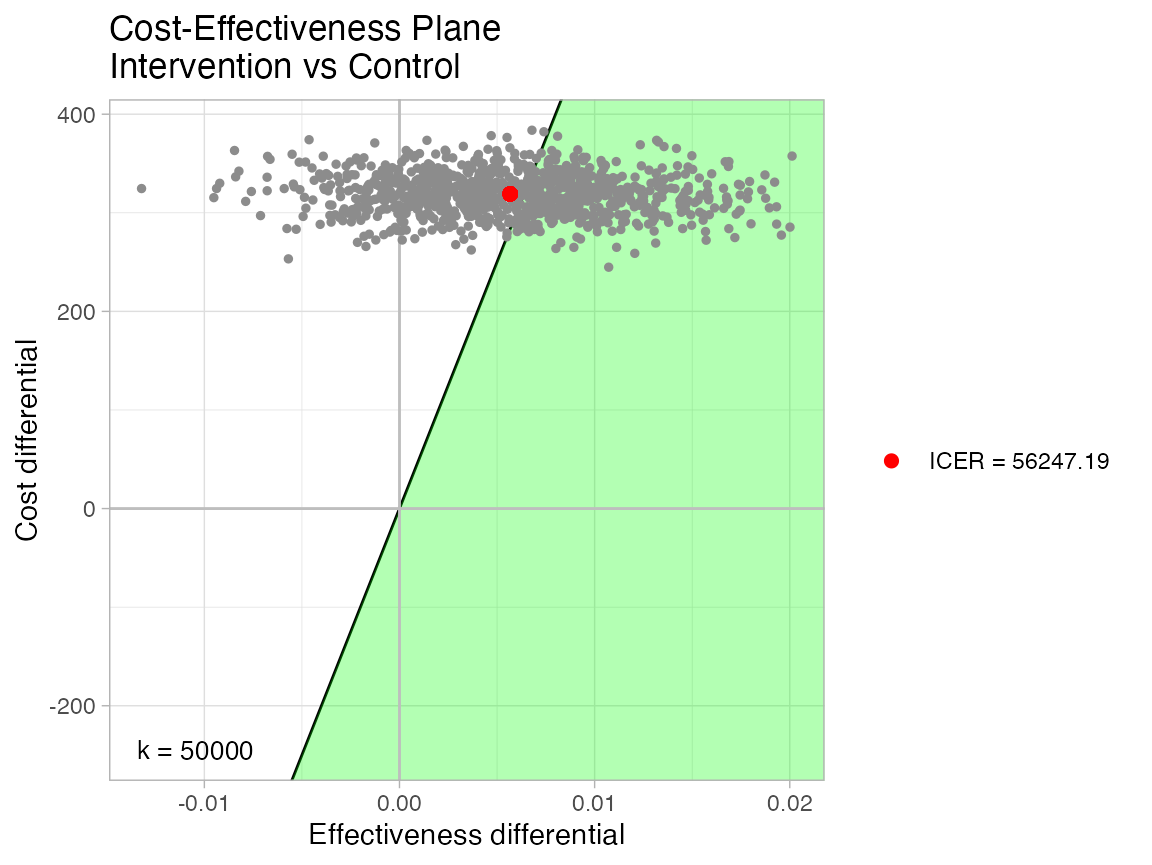 Cost-Effectiveness Plane
Intervention vs Control
400
200
0
-200
Cost differential
k = 50000
-0.01
0.00
0.01
0.02
Effectiveness differential
ICER = 56247.19